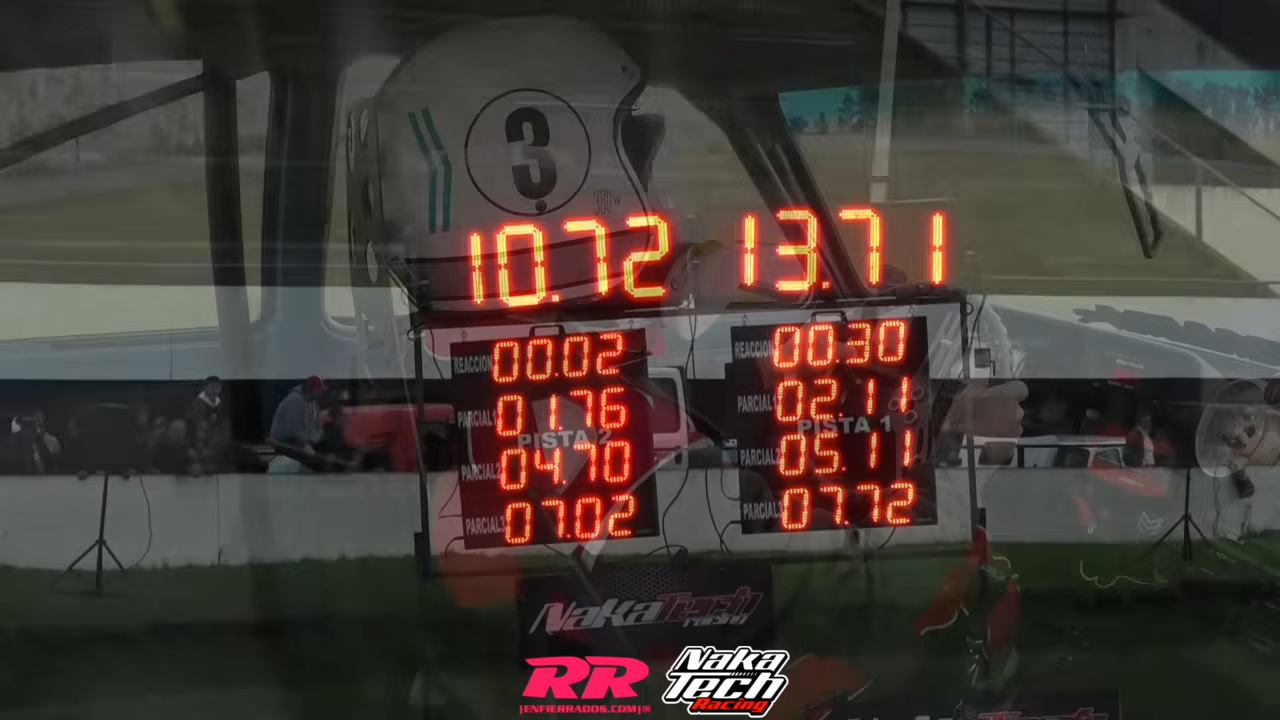 3
360w
10.72 13.71
REACCION 00.02
PARCIAL1 01.76
PISTA 2
PARCIAL2 04.70
PARCIAL3 07.02
REACCION 00.30
PARCIAL1 02.11
PISTA 1
PARCIAL2 05.11
PARCIAL3 07.72
NakaTech
racing
RR
|ENFIERRADOS.COM|®
Naka
Tech
Racing